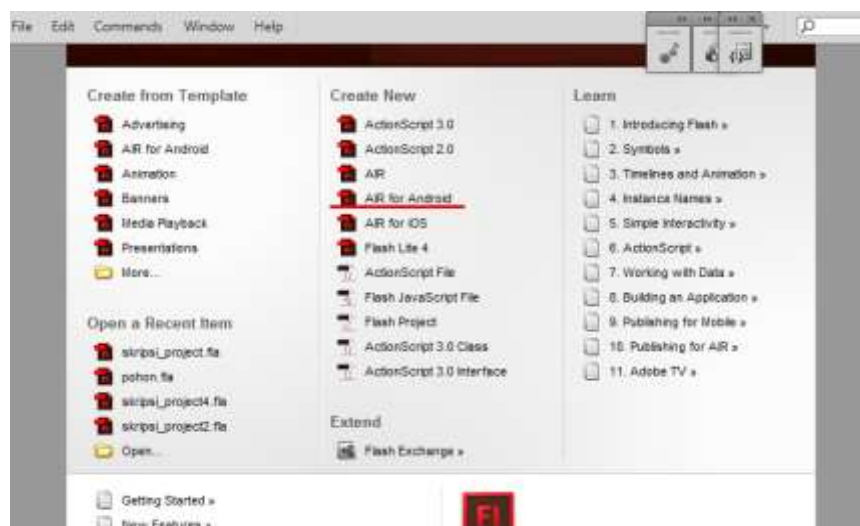 File Edit Commands Window Help
Create from Template
Advertising
AIR for Android
Animation
Banners
Media Playback
Presentations
More...
Open a Recent Item
skripsi_project.fla
pohon.fla
skripsi_project4.fla
skripsi_project2.fla
Open...
Create New
ActionScript 3.0
ActionScript 2.0
AIR
AIR for Android
AIR for iOS
Flash Lite 4
ActionScript File
Flash JavaScript File
Flash Project
ActionScript 3.0 Class
ActionScript 3.0 Interface
Extend
Flash Exchange »
Learn
1. Introducing Flash »
2. Symbols »
3. Timelines and Animation »
4. Instance Names »
5. Simple Interactivity »
6. ActionScript »
7. Working with Data »
8. Building an Application »
9. Publishing for Mobile »
10. Publishing for AIR »
11. Adobe TV »
Getting Started »
New Features »
Fl